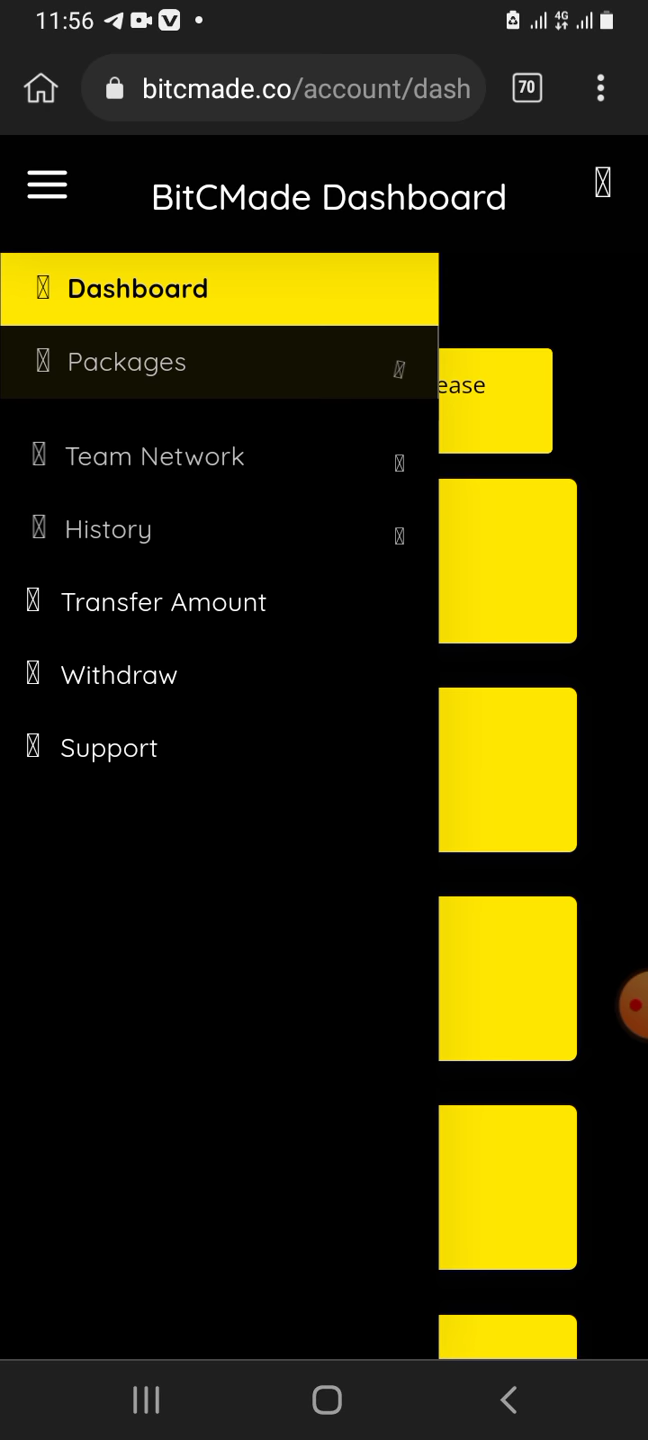 11:56
4G
bitcmade.co/account/dash
70
BitCMade Dashboard
Dashboard
Packages
ease
Team Network
History
Transfer Amount
Withdraw
Support